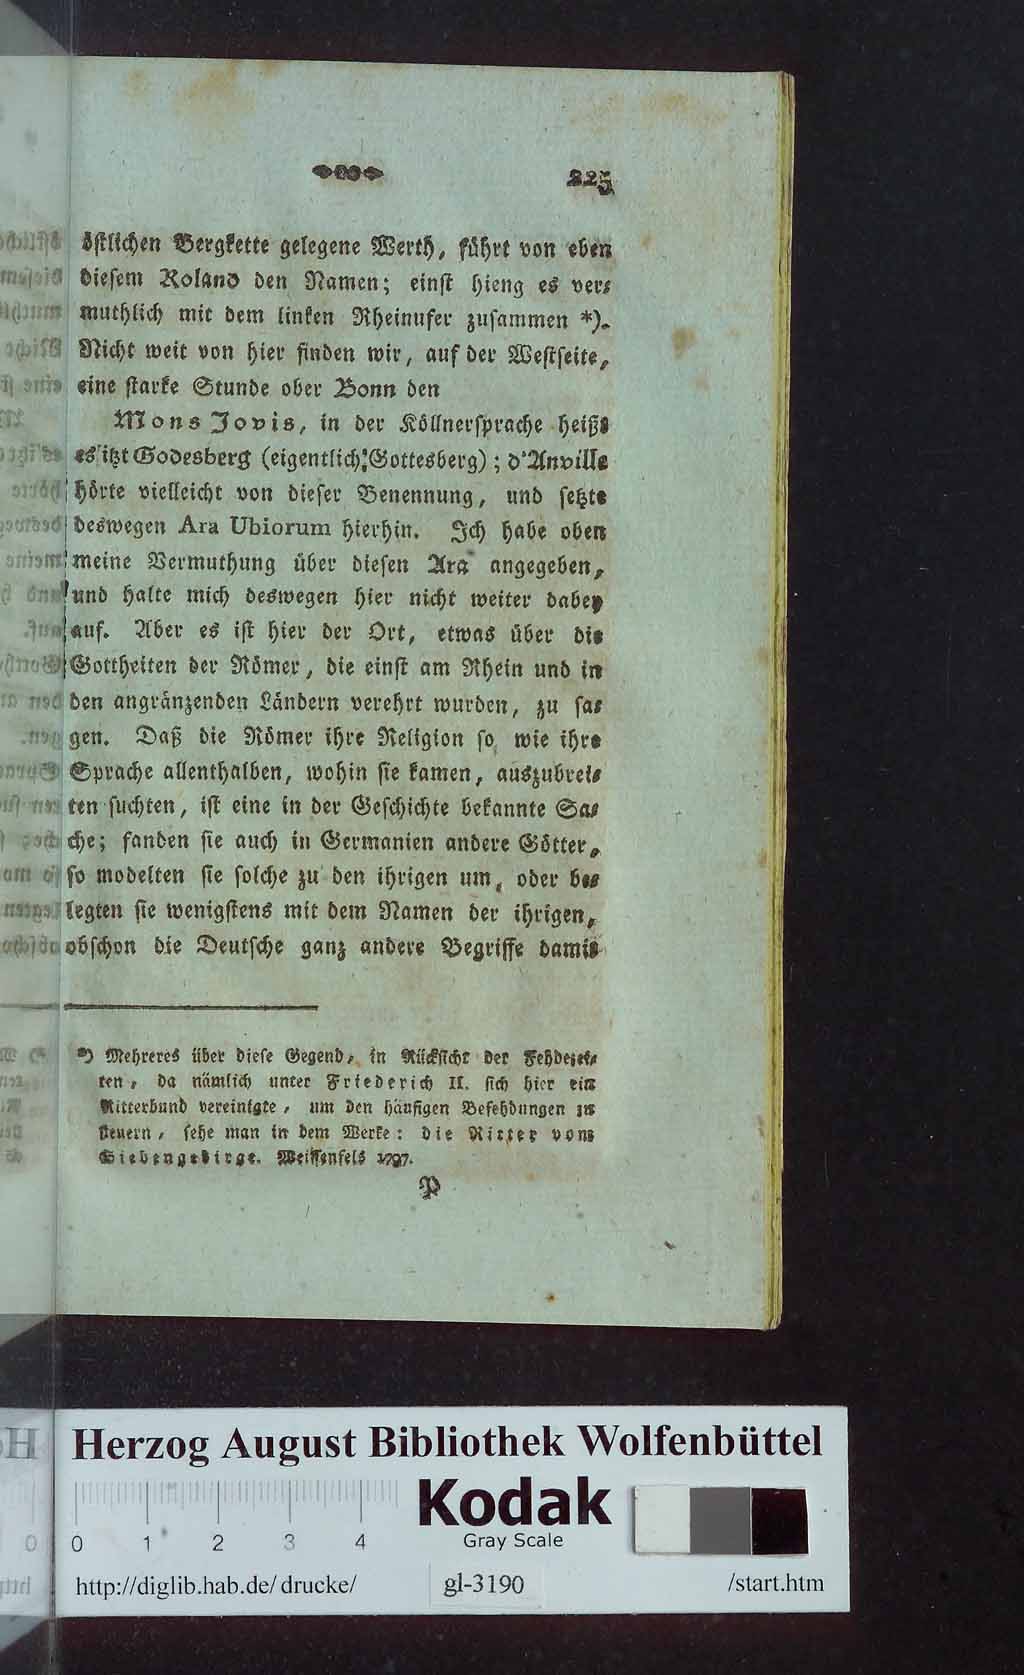 225
östlichen Bergkette gelegene Werth, führt von eben
diesem Roland den Namen; einst hieng es ver-
muthlich mit dem linken Rheinufer zusammen *).
Nicht weit von hier finden wir, auf der Westseite,
eine starke Stunde ober Bonn den
Mons Jovis, in der Köllnersprache heißt
es itzt Godesberg (eigentlich: Gottesberg); d'Anville
hörte vielleicht von dieser Benennung, und setzte
deswegen Ara Ubiorum hierhin. Ich habe oben
meine Vermuthung über diesen Ara angegeben,
und halte mich deswegen hier nicht weiter dabey
auf. Aber es ist hier der Ort, etwas über die
Gottheiten der Römer, die einst am Rhein und in
den angränzenden Ländern verehrt wurden, zu sa-
gen. Daß die Römer ihre Religion so wie ihre
Sprache allenthalben, wohin sie kamen, auszubrei-
ten suchten, ist eine in der Geschichte bekannte Sa-
che; fanden sie auch in Germanien andere Götter,
so modelten sie solche zu den ihrigen um, oder be-
legten sie wenigstens mit dem Namen der ihrigen,
obschon die Deutsche ganz andere Begriffe damit
*) Mehreres über diese Gegend, in Rücksicht der Fehdezei-
ten, da nämlich unter Friederich II. sich hier ein
Ritterbund vereinigte, um den häufigen Befehdungen zu
steuern, sehe man in dem Werke: die Ritter vom
Siebengebirge. Weissenfels 1797.
P
Herzog August Bibliothek Wolfenbüttel
Kodak
Gray Scale
0 1 2 3 4
http://diglib.hab.de/drucke/ gl-3190 /start.htm